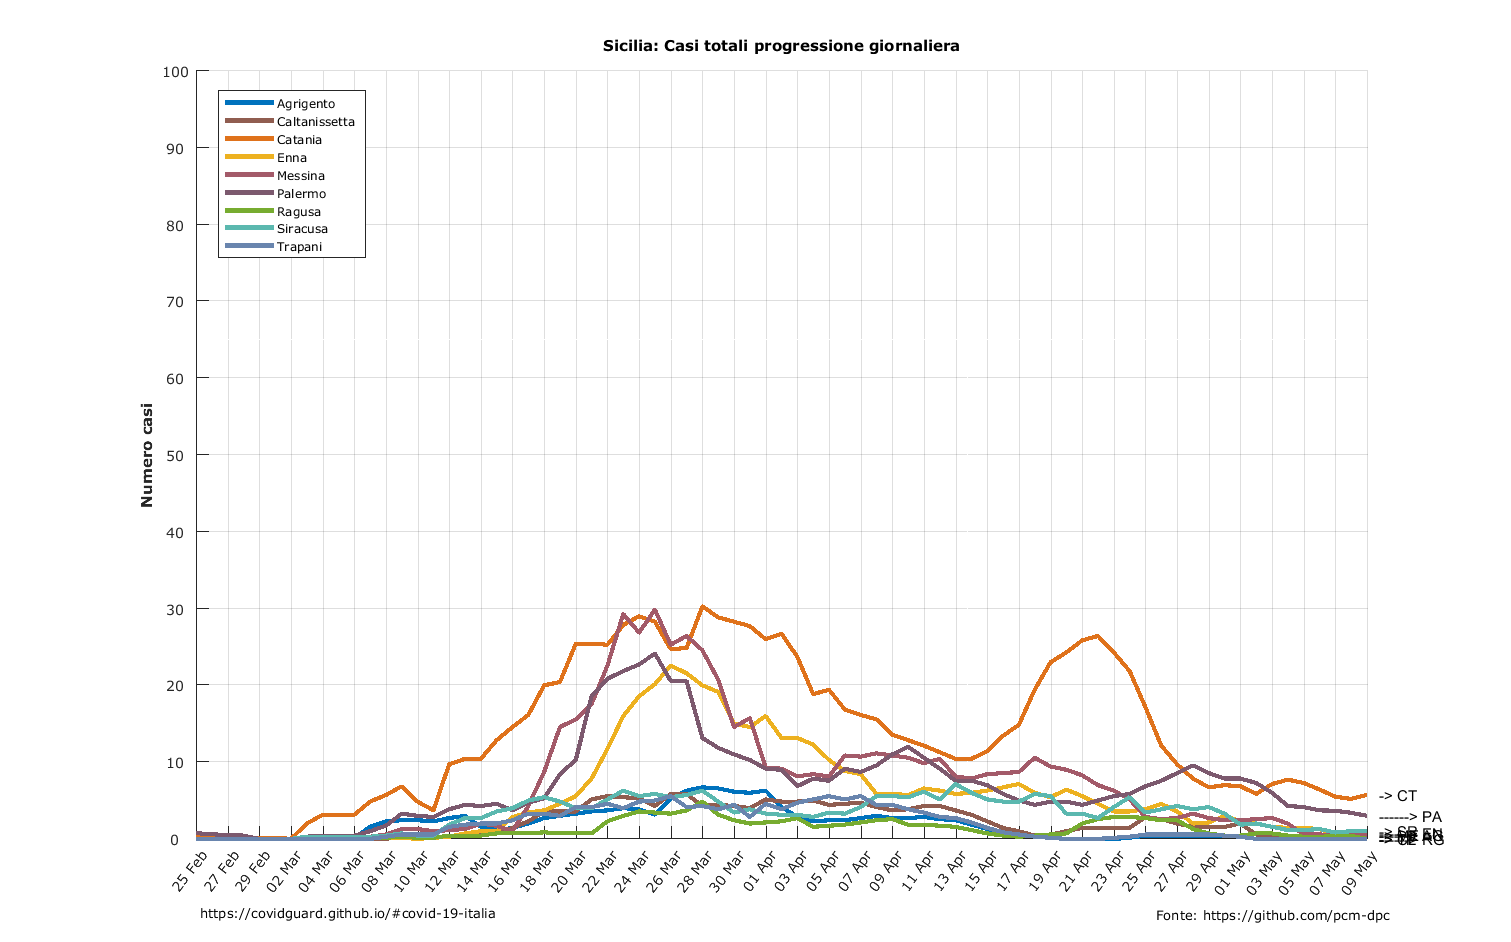 Sicilia: Casi totali progressione giornaliera
Numero casi
100
90
80
70
60
50
40
30
20
10
0
Agrigento
Caltanissetta
Catania
Enna
Messina
Palermo
Ragusa
Siracusa
Trapani
-> CT
------> PA
25 Feb
27 Feb
29 Feb
02 Mar
04 Mar
06 Mar
08 Mar
10 Mar
12 Mar
14 Mar
16 Mar
18 Mar
20 Mar
22 Mar
24 Mar
26 Mar
28 Mar
30 Mar
01 Apr
03 Apr
05 Apr
07 Apr
09 Apr
11 Apr
13 Apr
15 Apr
17 Apr
19 Apr
21 Apr
23 Apr
25 Apr
27 Apr
29 Apr
01 May
03 May
05 May
07 May
09 May
https://covidguard.github.io/#covid-19-italia
Fonte: https://github.com/pcm-dpc